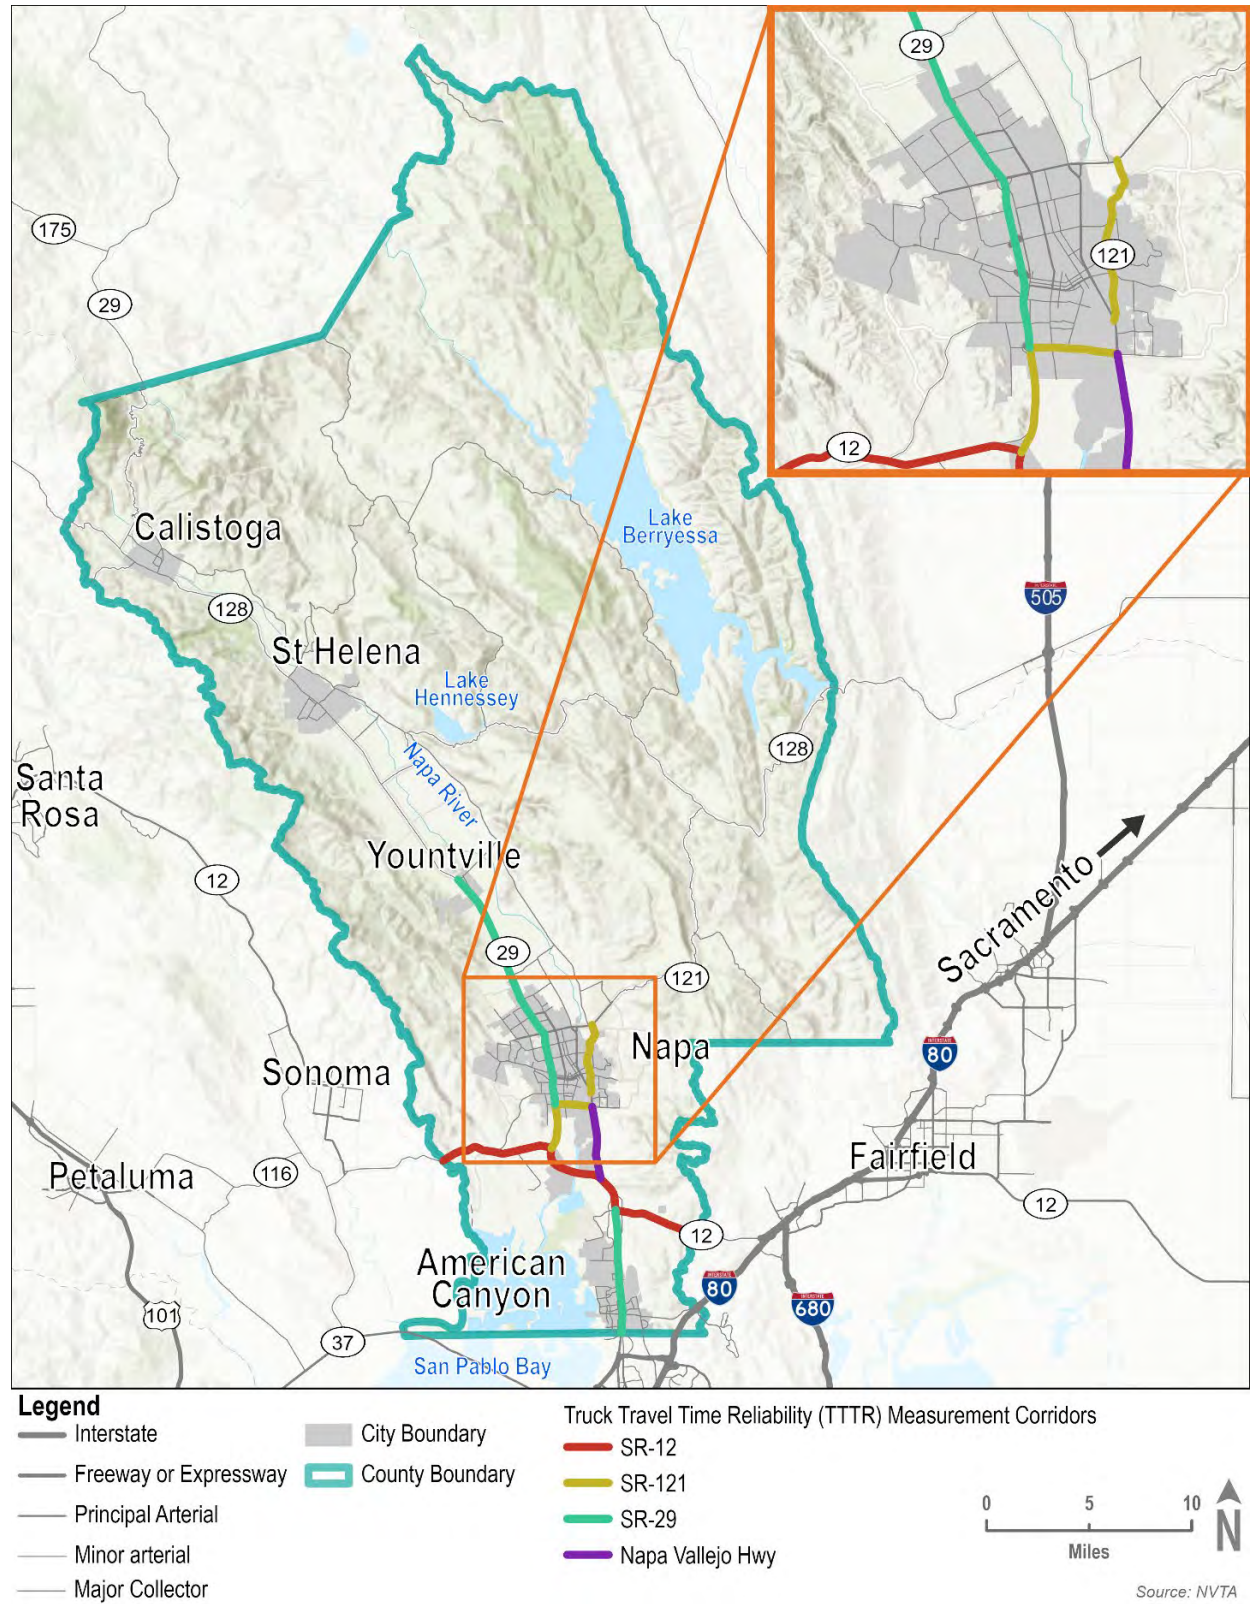 29
121
12
175
29
Calistoga
128
St Helena
Lake
Berryessa
Lake
Hennessey
INTERSTATE
505
128
Napa River
Santa
Rosa
Yountville
12
29
121
Sacramento
Napa
INTERSTATE
80
Sonoma
Petaluma
116
Fairfield
12
12
American
Canyon
INTERSTATE
80
INTERSTATE
680
101
37
San Pablo Bay
Legend
Interstate
Freeway or Expressway
Principal Arterial
Minor arterial
Major Collector
City Boundary
County Boundary
Truck Travel Time Reliability (TTTR) Measurement Corridors
SR-12
SR-121
SR-29
Napa Vallejo Hwy
0 5 10
Miles
N
Source: NVTA